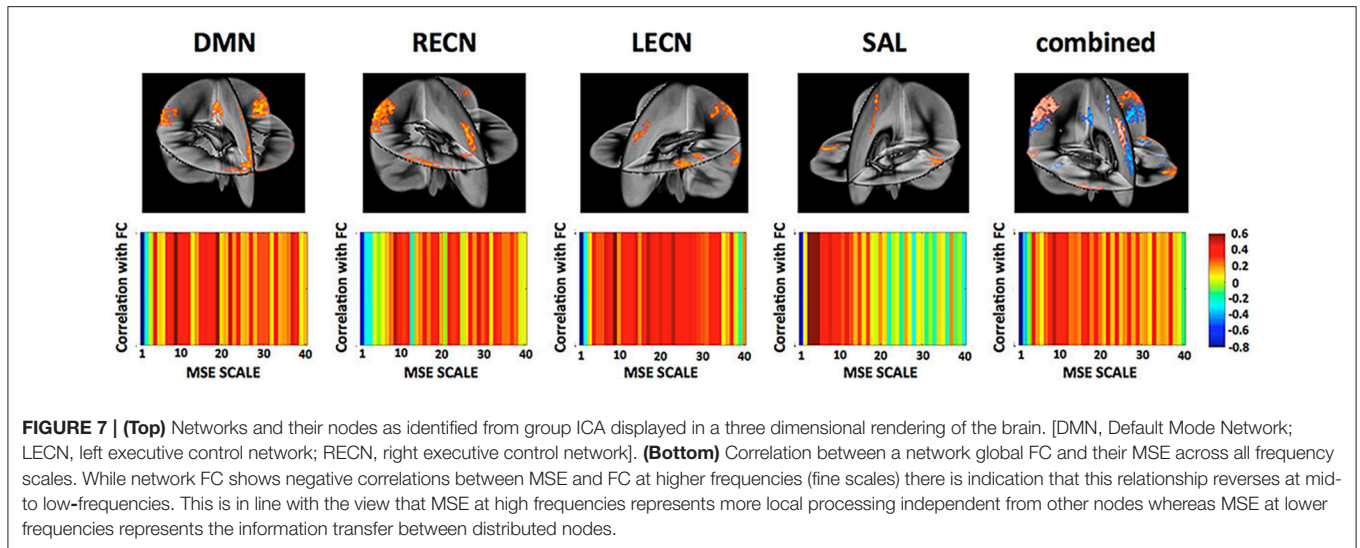 DMN RECN LECN SAL combined
Correlation with FC
1 10 20 30 40
MSE SCALE
Correlation with FC
1 10 20 30 40
MSE SCALE
Correlation with FC
1 10 20 30 40
MSE SCALE
Correlation with FC
1 10 20 30 40
MSE SCALE
Correlation with FC
1 10 20 30 40
MSE SCALE
0.6
0.4
0.2
0
-0.2
-0.4
-0.6
-0.8
FIGURE 7 | (Top) Networks and their nodes as identified from group ICA displayed in a three dimensional rendering of the brain. [DMN, Default Mode Network;
LECN, left executive control network; RECN, right executive control network]. (Bottom) Correlation between a network global FC and their MSE across all frequency
scales. While network FC shows negative correlations between MSE and FC at higher frequencies (fine scales) there is indication that this relationship reverses at mid-
to low-frequencies. This is in line with the view that MSE at high frequencies represents more local processing independent from other nodes whereas MSE at lower
frequencies represents the information transfer between distributed nodes.